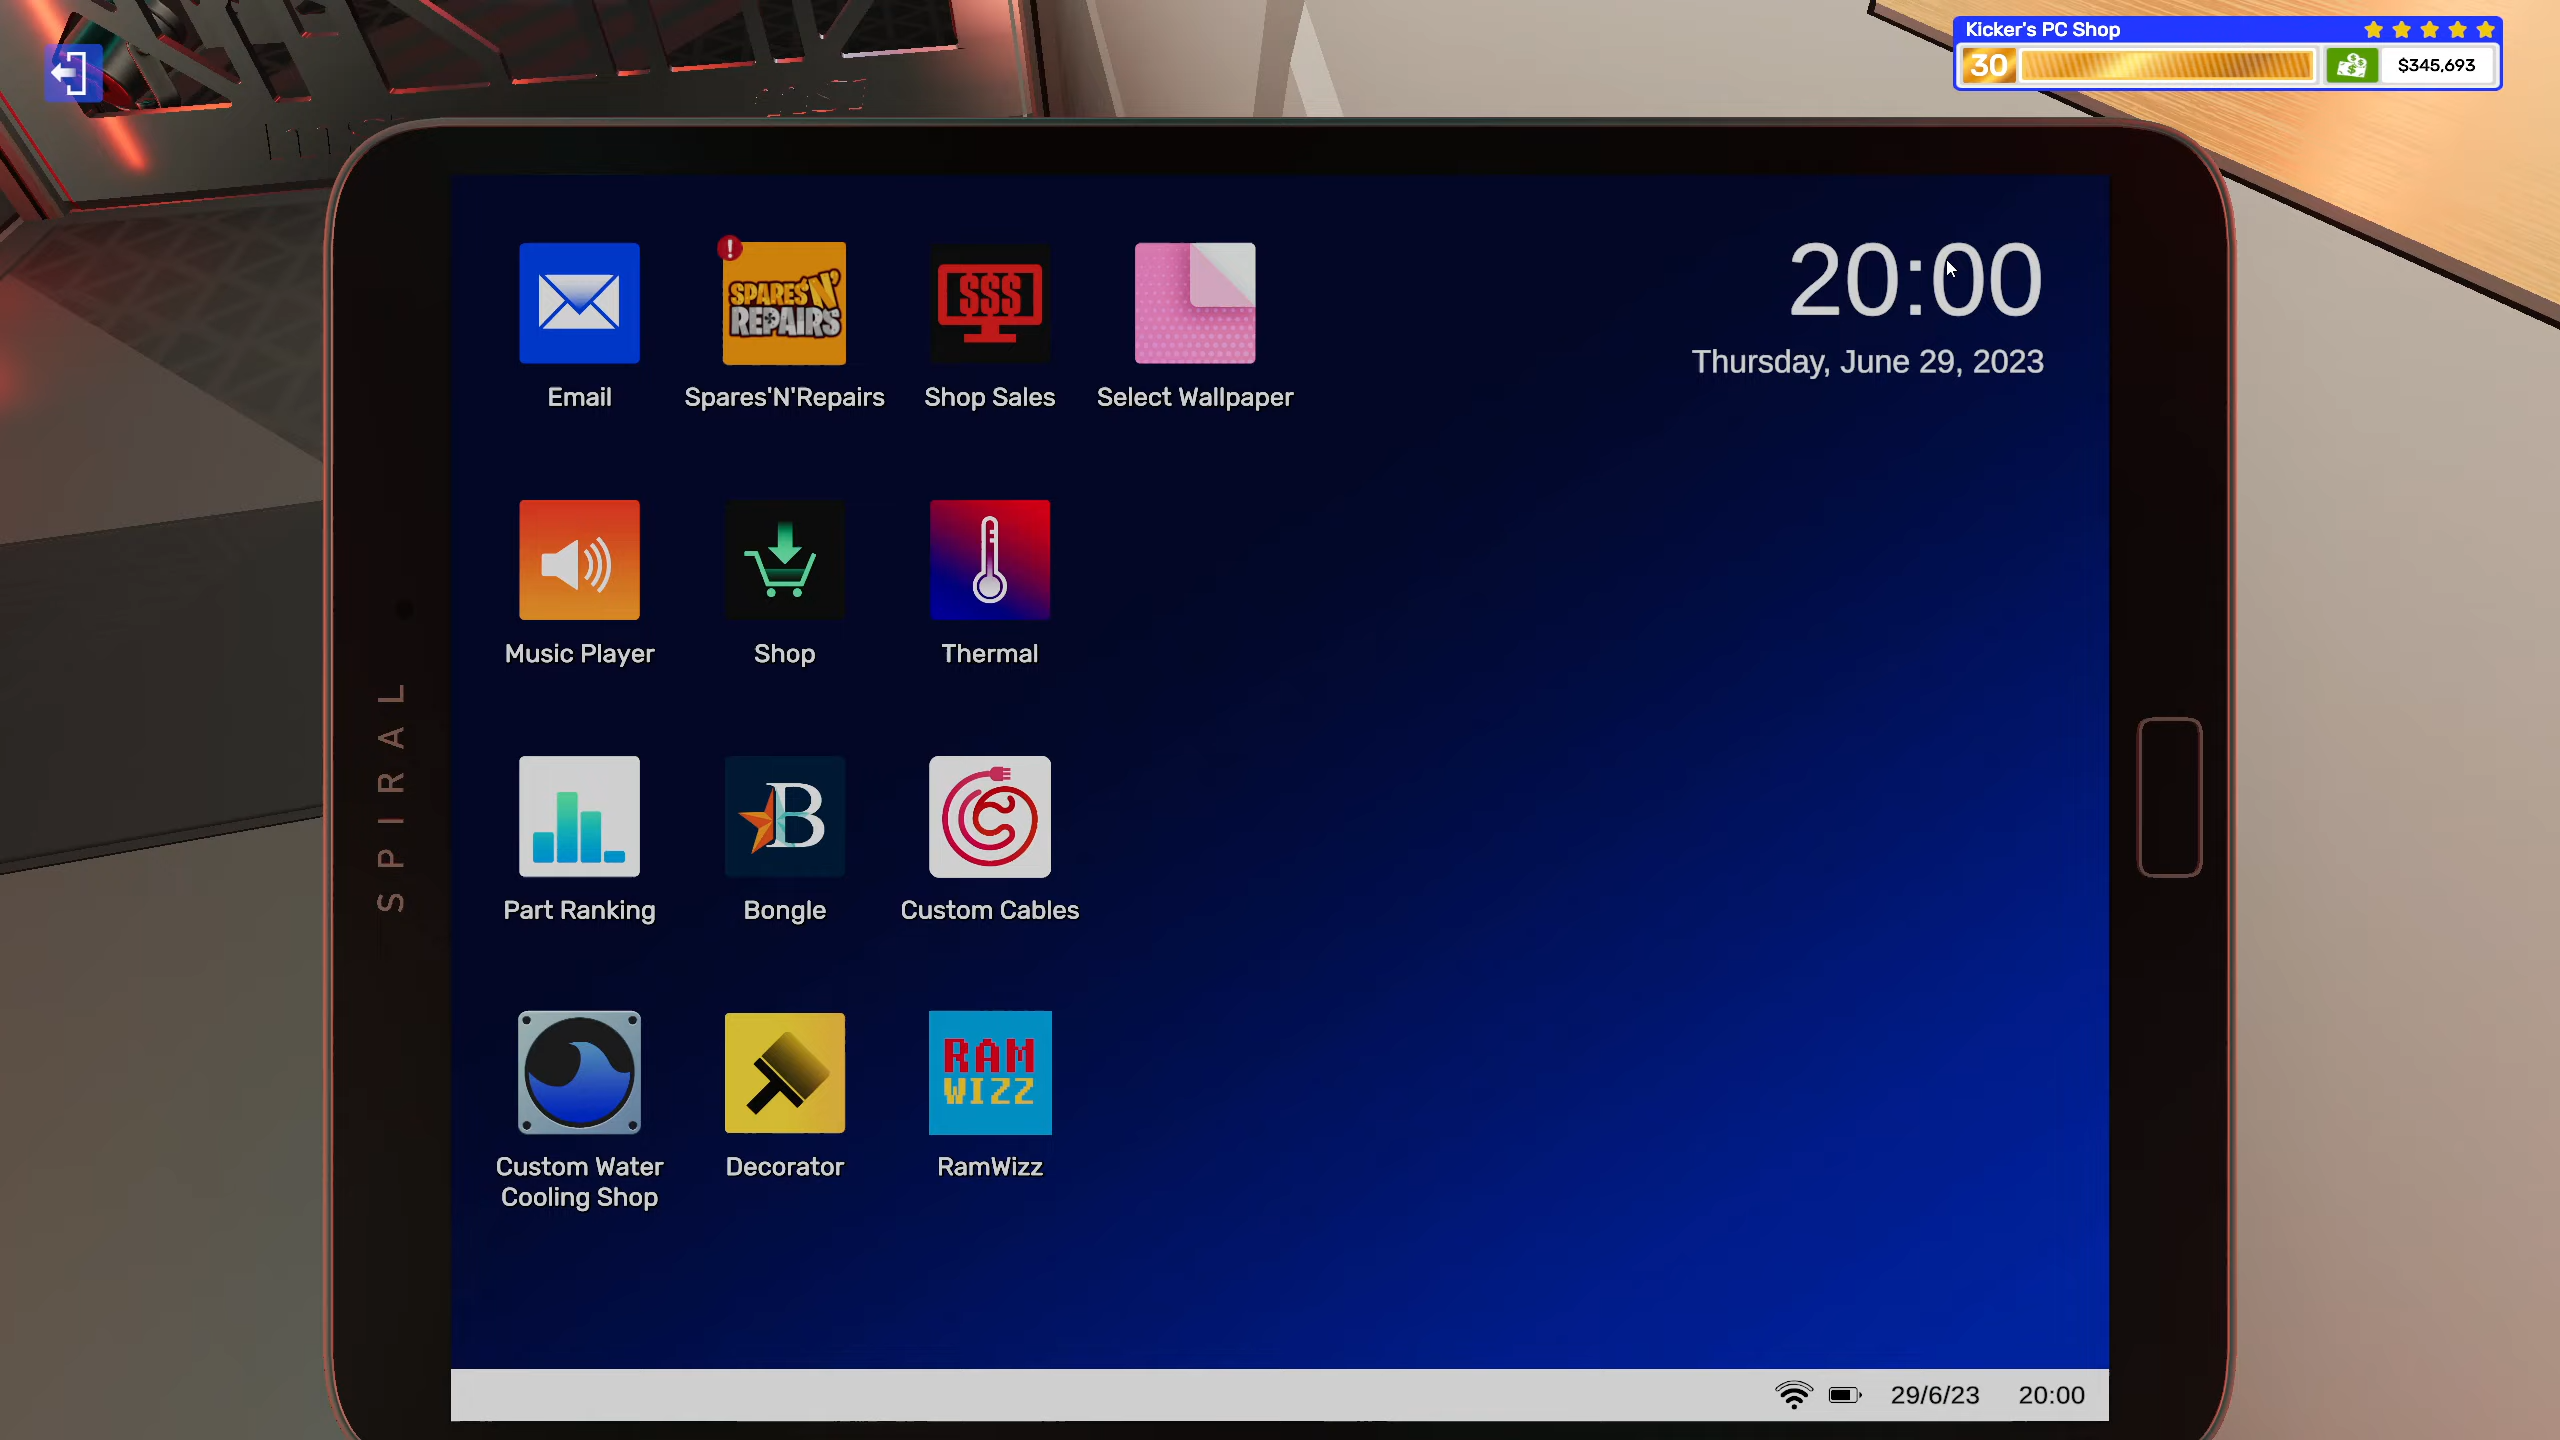 Kicker's PC Shop
30
$345,693
20:00
Thursday, June 29, 2023
SPARES'N'
REPAIRS
$$$
Email
Spares'N'Repairs
Shop Sales
Select Wallpaper
Music Player
Shop
Thermal
SPIRAL
B
C
Part Ranking
Bongle
Custom Cables
RAM
WIZZ
Custom Water
Cooling Shop
Decorator
RamWizz
29/6/23
20:00